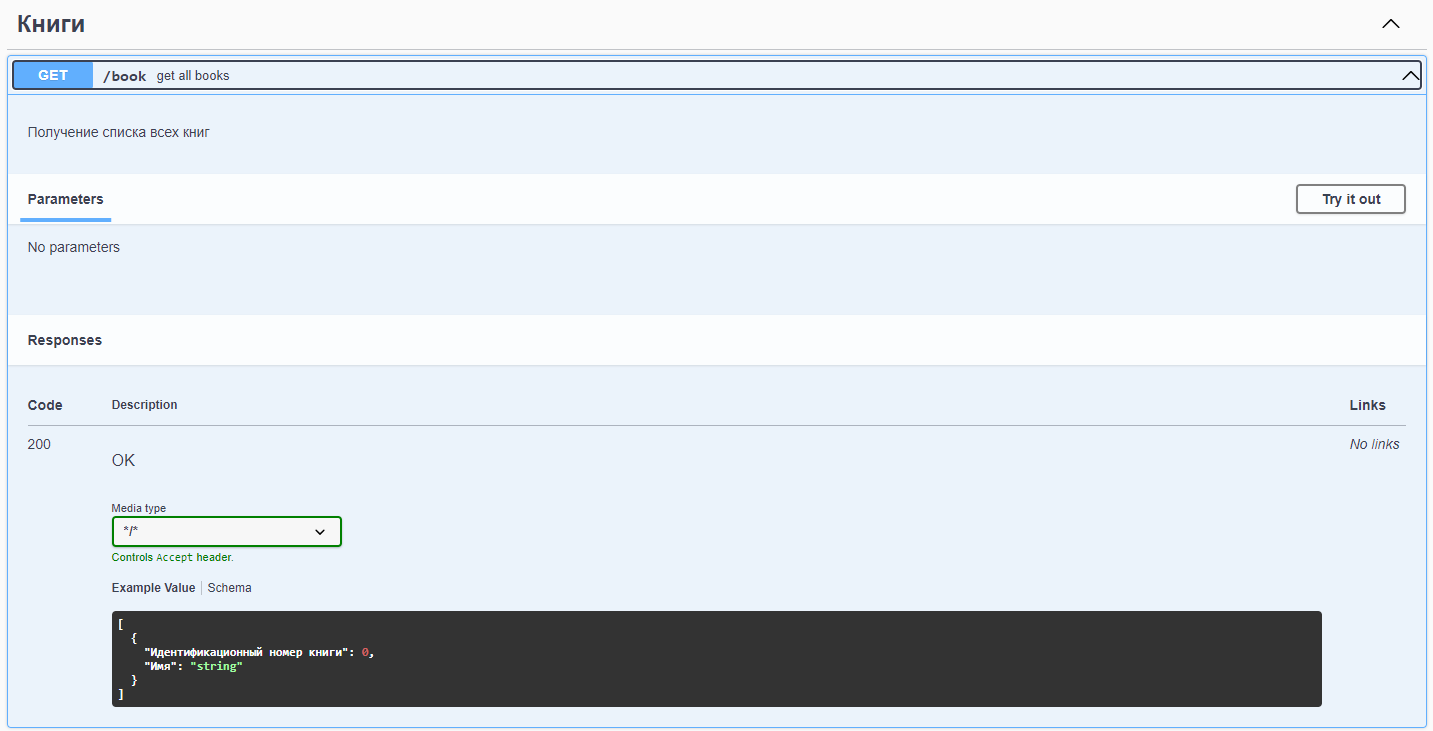 Книги
GET /book get all books
Получение списка всех книг
Parameters Try it out
No parameters
Responses
Code Description Links
200 OK No links
Media type
*/*
Controls Accept header.
Example Value Schema
[
{
"Идентификационный номер книги": 0,
"Имя": "string"
}
]